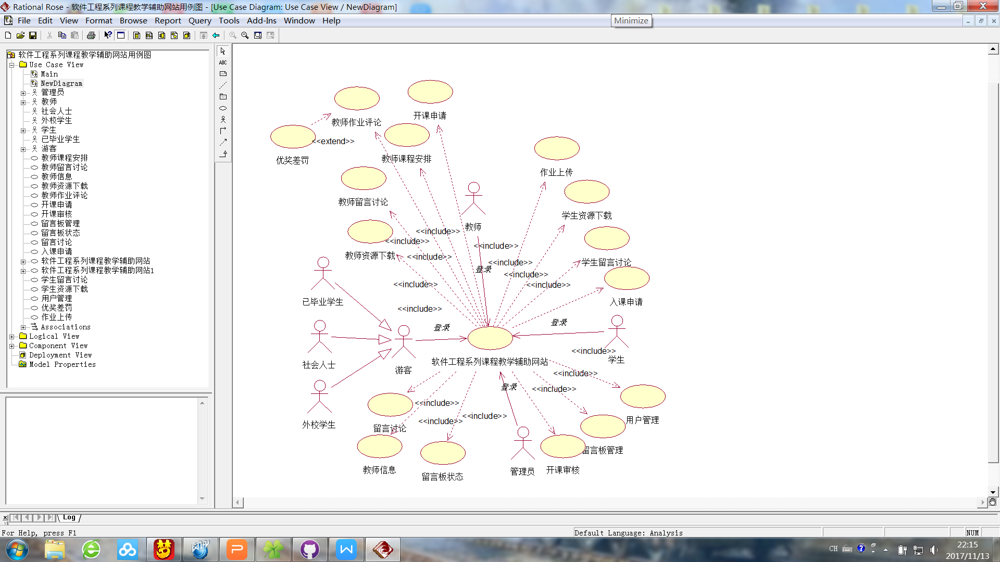 Rational Rose - 软件工程系列课程教学辅助网站用例图 - [Use Case Diagram: Use Case View / NewDiagram]
File Edit View Format Browse Report Query Tools Add-Ins Window Help
Minimize
软件工程系列课程教学辅助网站用例图
Use Case View
Main
NewDiagram
管理员
教师
社会人士
外校学生
学生
已毕业学生
游客
教师课程安排
教师留言讨论
教师信息
教师资源下载
教师作业评论
开课申请
开课审核
留言板管理
留言板状态
留言讨论
入课申请
软件工程系列课程教学辅助网站
软件工程系列课程教学辅助网站1
学生留言讨论
学生资源下载
用户管理
优奖差罚
作业上传
Associations
Logical View
Component View
Deployment View
Model Properties
ABC
开课申请
教师作业评论
<<extend>>
优奖差罚
教师课程安排
作业上传
教师留言讨论
学生资源下载
教师
<<include>>
<<include>>
<<include>>
教师资源下载
<<include>>
<<include>>
学生留言讨论
登录
<<include>>
<<include>>
<<include>>
已毕业学生
入课申请
<<include>>
登录
登录
<<include>>
学生
社会人士
游客
软件工程系列课程教学辅助网站
<<include>>
登录
<<include>>
<<include>>
<<include>>
<<include>>
用户管理
外校学生
留言讨论
留言板管理
教师信息
留言板状态
管理员
开课审核
Log
For Help, press F1
Default Language: Analysis
NUM
CH
22:15
2017/11/13